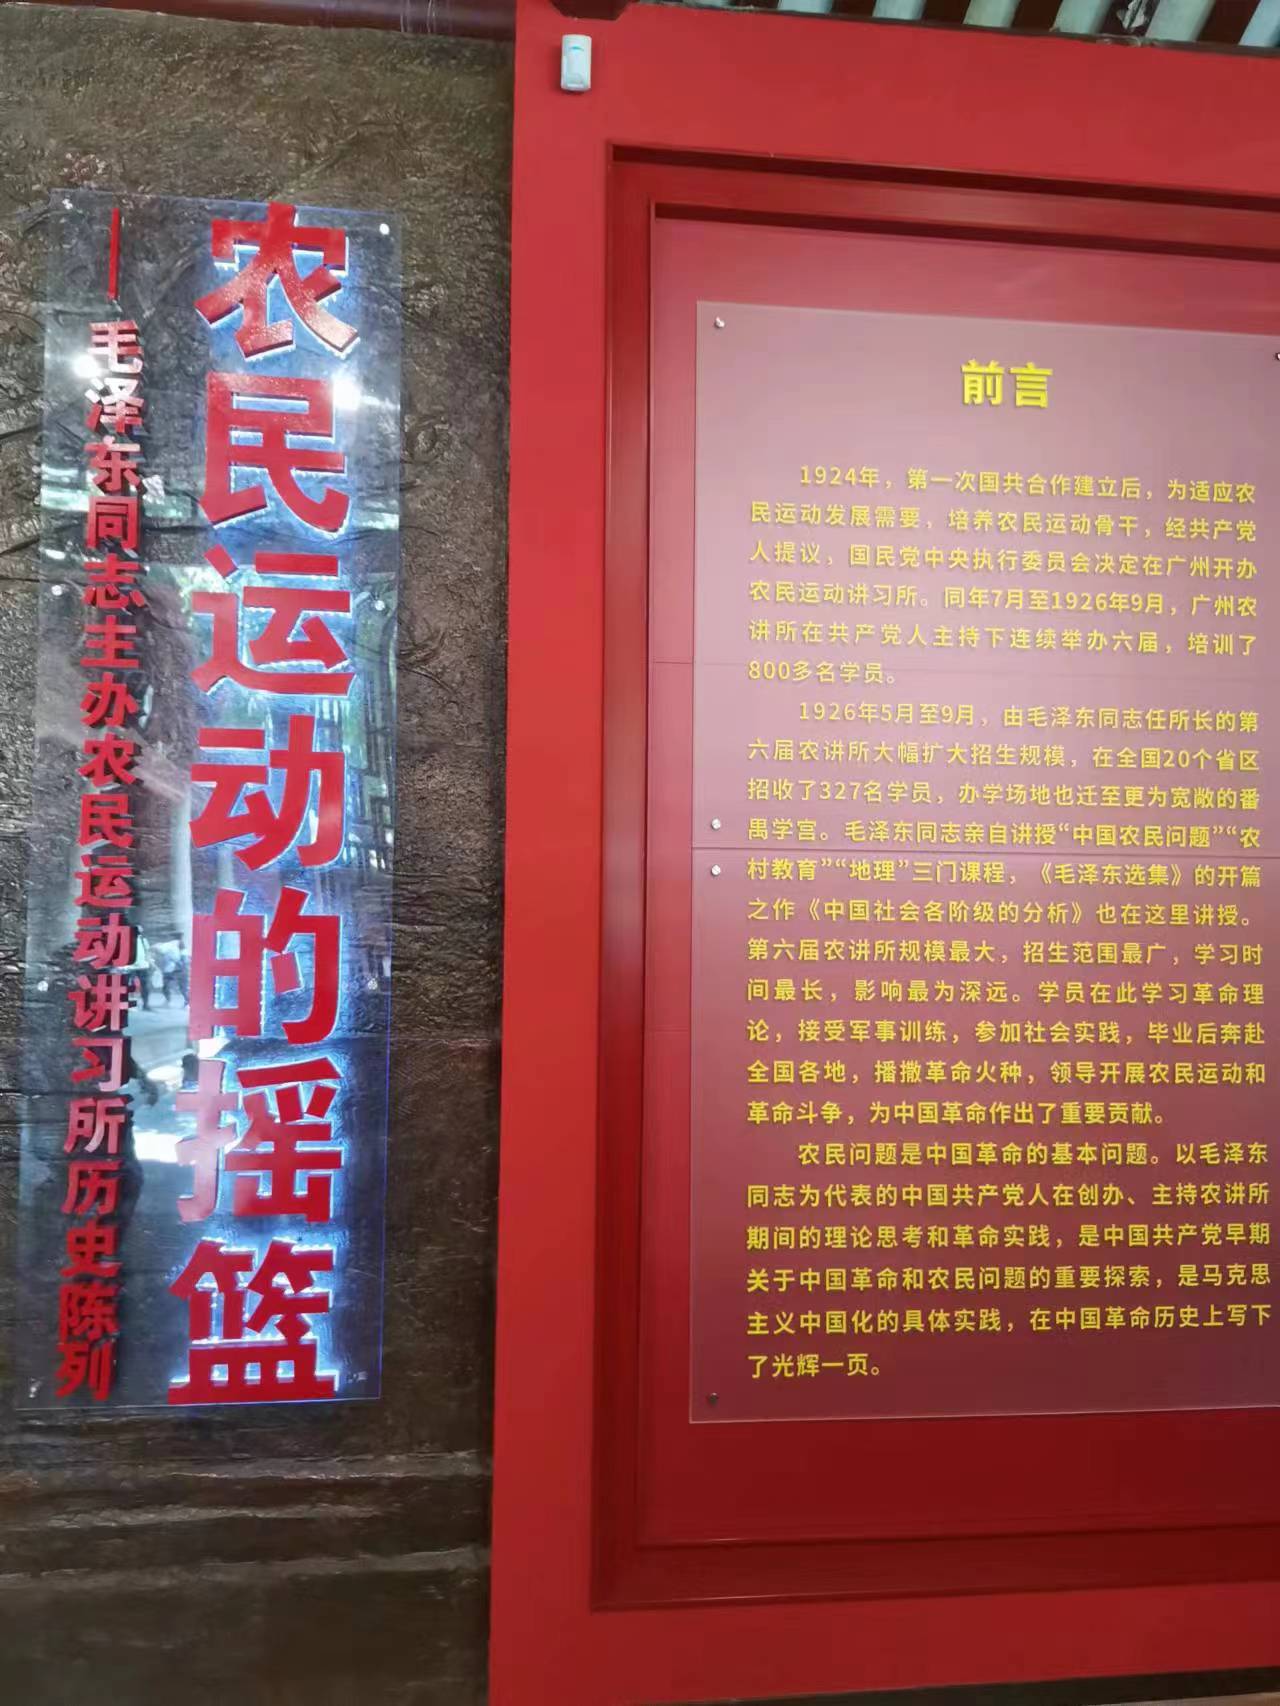 农民运动的摇篮
——毛泽东同志主办农民运动讲习所历史陈列
前言
1924年，第一次国共合作建立后，为适应农
民运动发展需要，培养农民运动骨干，经共产党
人提议，国民党中央执行委员会决定在广州开办
农民运动讲习所。同年7月至1926年9月，广州农
讲所在共产党人主持下连续举办六届，培训了
800多名学员。
1926年5月至9月，由毛泽东同志任所长的第
六届农讲所大幅扩大招生规模，在全国20个省区
招收了327名学员，办学场地也迁至更为宽敞的番
禺学宫。毛泽东同志亲自讲授“中国农民问题”“农
村教育”“地理”三门课程，《毛泽东选集》的开篇
之作《中国社会各阶级的分析》也在这里讲授。
第六届农讲所规模最大，招生范围最广，学习时
间最长，影响最为深远。学员在此学习革命理
论，接受军事训练，参加社会实践，毕业后奔赴
全国各地，播撒革命火种，领导开展农民运动和
革命斗争，为中国革命作出了重要贡献。
农民问题是中国革命的基本问题。以毛泽东
同志为代表的中国共产党人在创办、主持农讲所
期间的理论思考和革命实践，是中国共产党早期
关于中国革命和农民问题的重要探索，是马克思
主义中国化的具体实践，在中国革命历史上写下
了光辉一页。